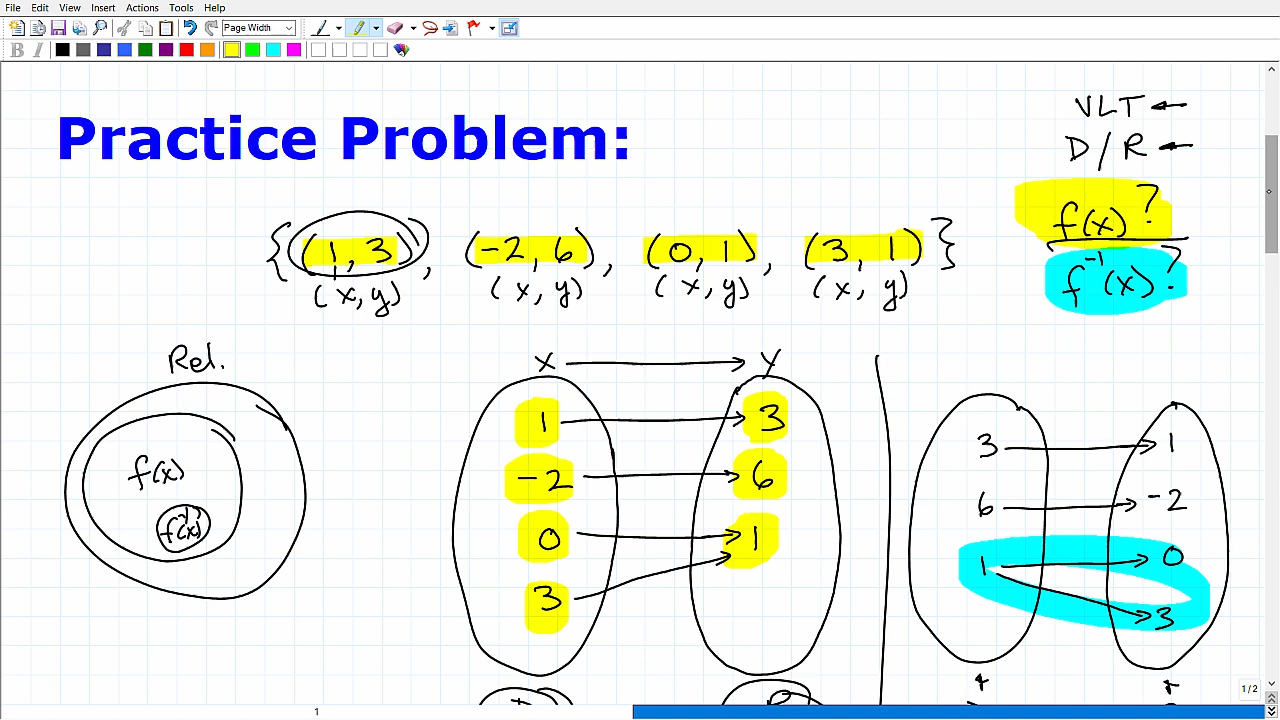 File Edit View Insert Actions Tools Help
Page Width
B I
VLT ←
Practice Problem:
D / R ←
f(x) ?
{(1, 3), (-2, 6), (0, 1), (3, 1)}
f⁻¹(x) ?
(x, y) (x, y) (x, y) (x, y)
Rel. x → y
1 → 3
3 → 1
f(x)
-2 → 6
6 → -2
f⁻¹(x)
0 → 1
1 → 0
3
3
1/2
1